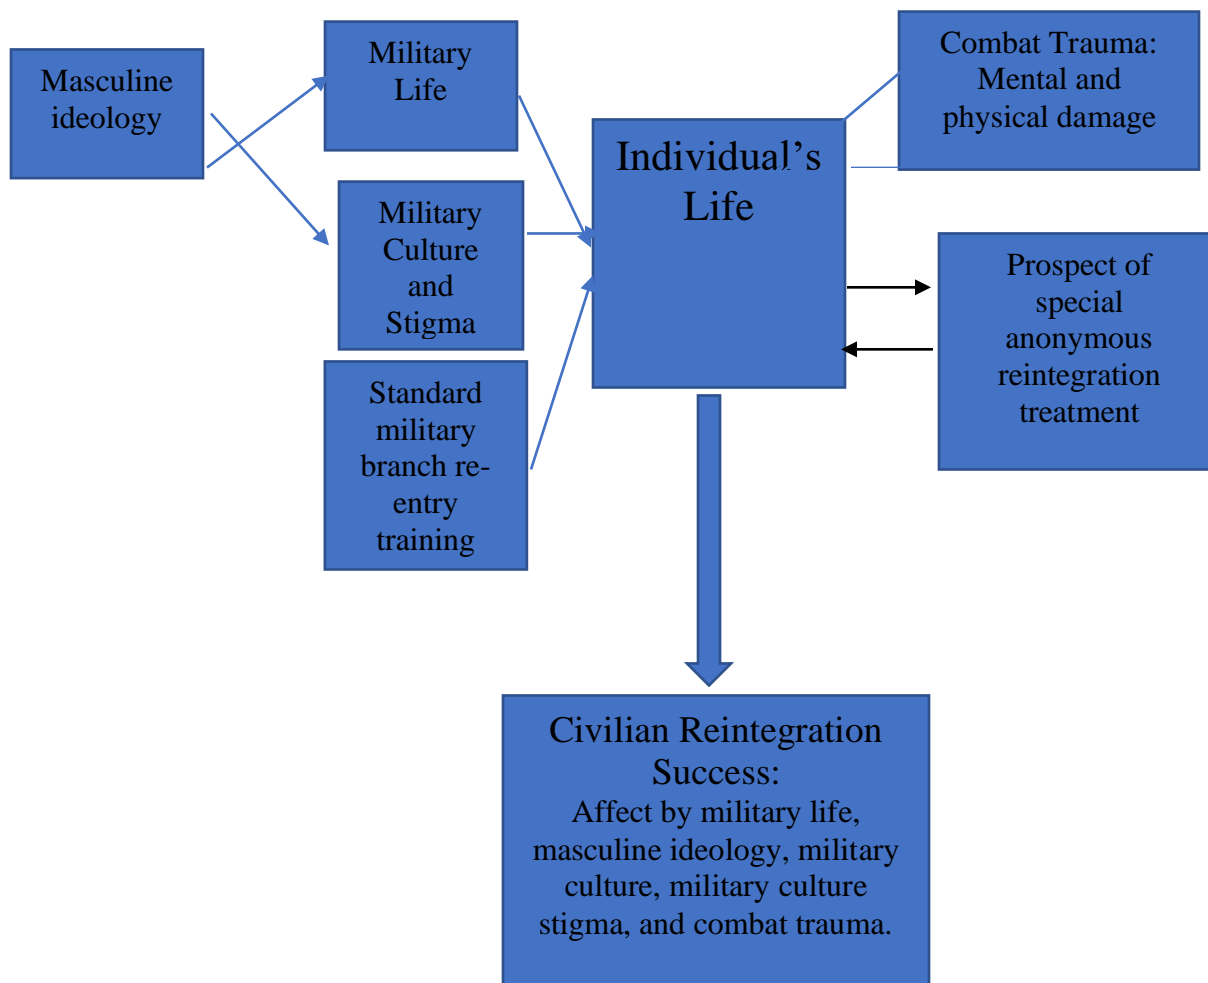 Masculine
ideology
Military
Life
Military
Culture
and
Stigma
Standard
military
branch re-
entry
training
Individual’s
Life
Combat Trauma:
Mental and
physical damage
Prospect of
special
anonymous
reintegration
treatment
Civilian Reintegration
Success:
Affect by military life,
masculine ideology, military
culture, military culture
stigma, and combat trauma.